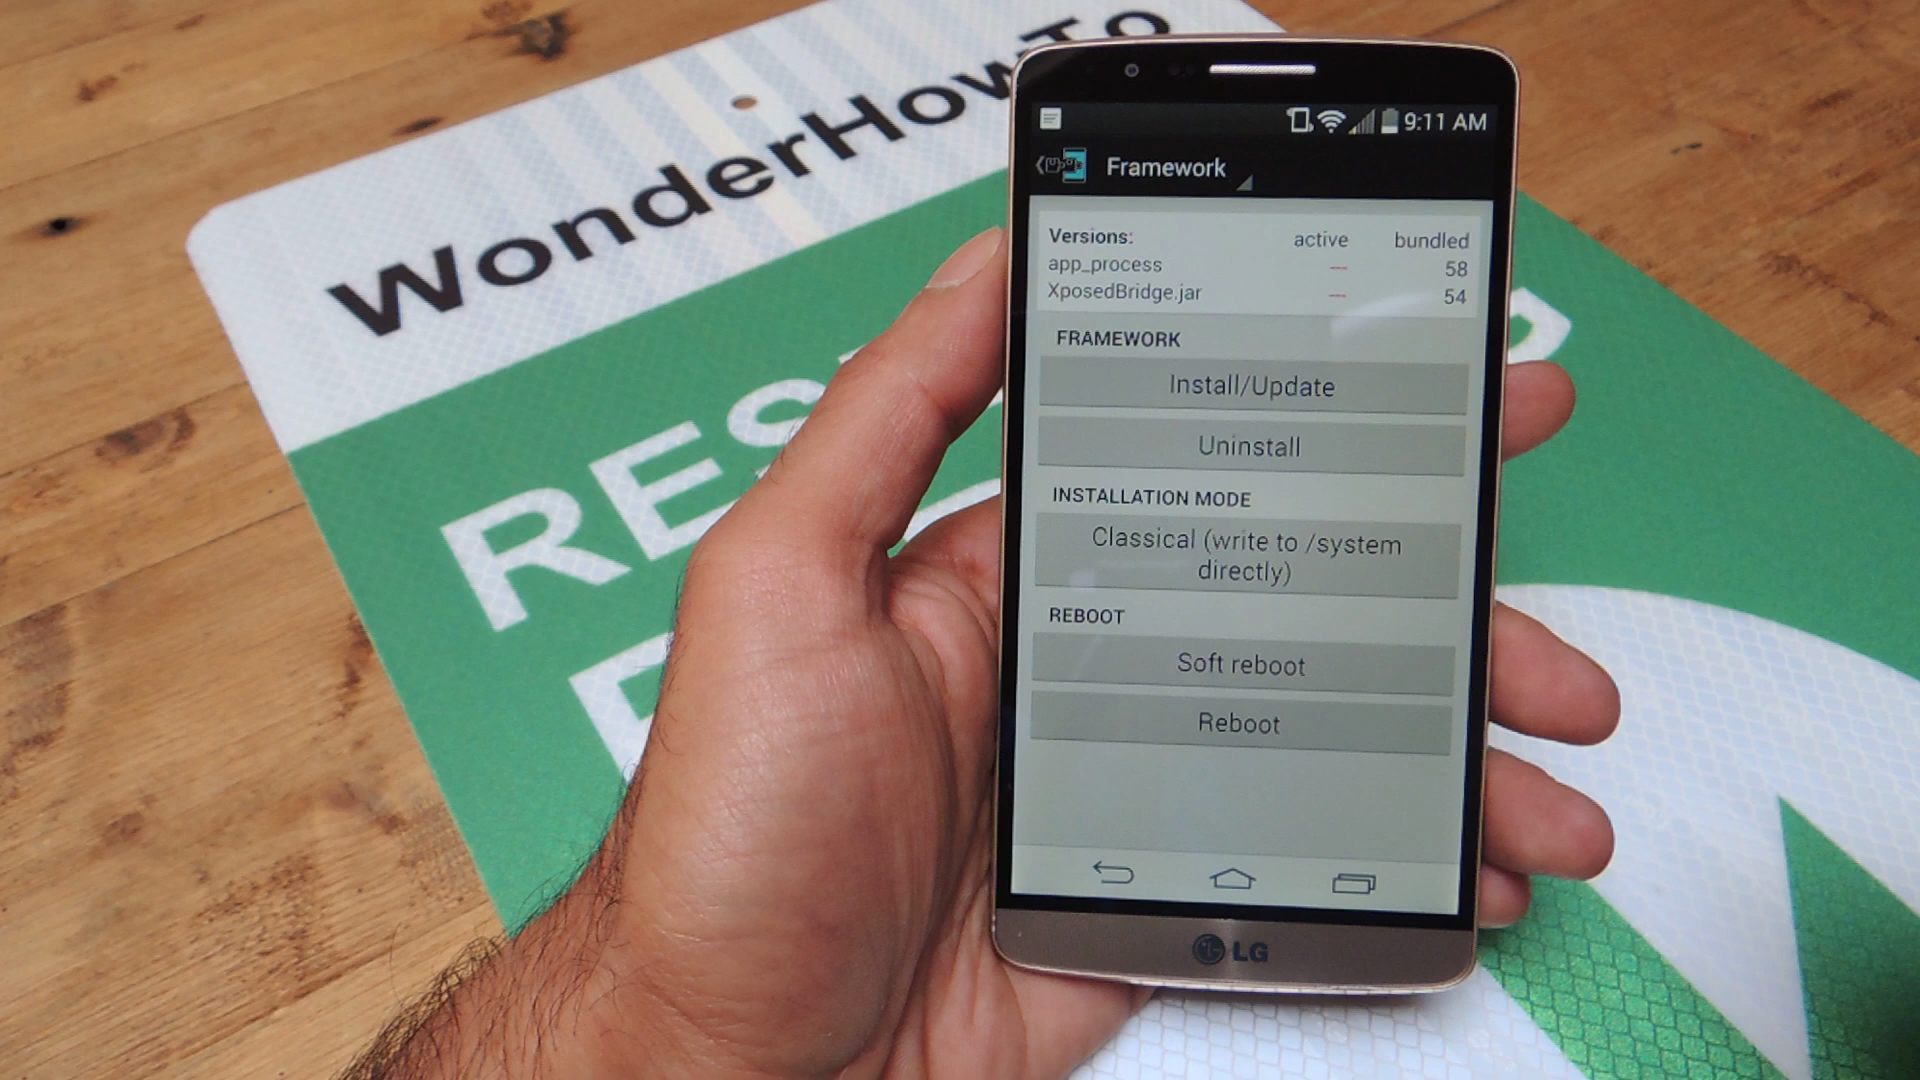 WonderHowTo
RES
9:11 AM
Framework
Versions: active bundled
app_process --- 58
XposedBridge.jar --- 54
FRAMEWORK
Install/Update
Uninstall
INSTALLATION MODE
Classical (write to /system
directly)
REBOOT
Soft reboot
Reboot
LG